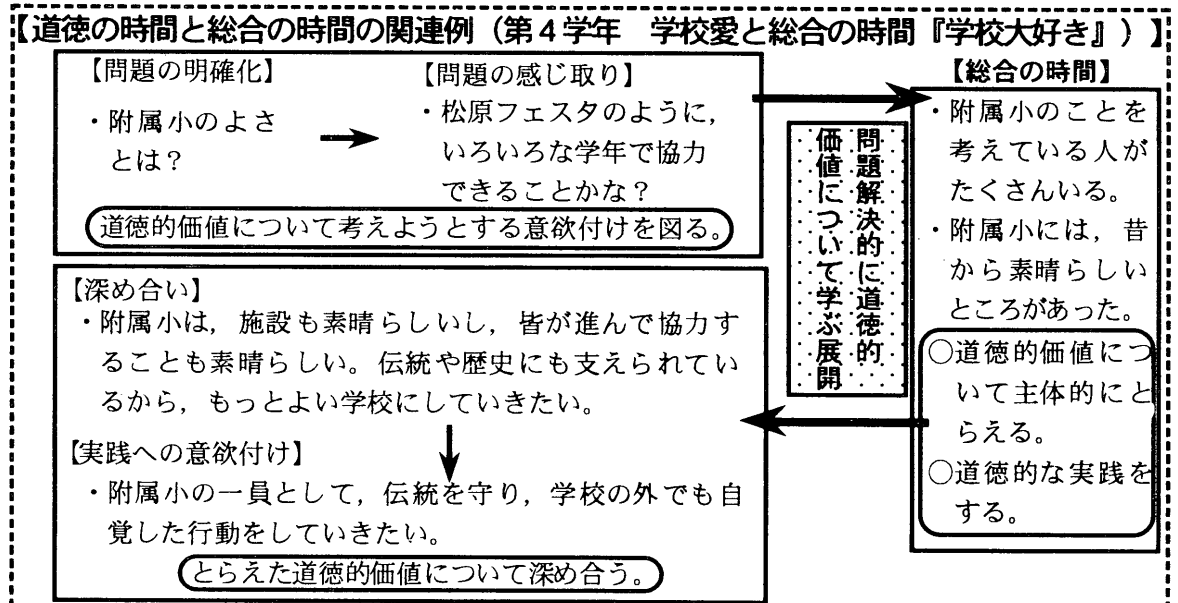 【道徳の時間と総合の時間の関連例（第４学年　学校愛と総合の時間『学校大好き』）】
【問題の明確化】
・附属小のよさ
とは？
【問題の感じ取り】
・松原フェスタのように，
いろいろな学年で協力
できることかな？
道徳的価値について考えようとする意欲付けを図る。
問題解決的に道徳的
価値について学ぶ展開
【総合の時間】
・附属小のことを
考えている人が
たくさんいる。
・附属小には，昔
から素晴らしい
ところがあった。
○道徳的価値につ
いて主体的にと
らえる。
○道徳的な実践を
する。
【深め合い】
・附属小は，施設も素晴らしいし，皆が進んで協力す
ることも素晴らしい。伝統や歴史にも支えられてい
るから，もっとよい学校にしていきたい。
【実践への意欲付け】
・附属小の一員として，伝統を守り，学校の外でも自
覚した行動をしていきたい。
とらえた道徳的価値について深め合う。